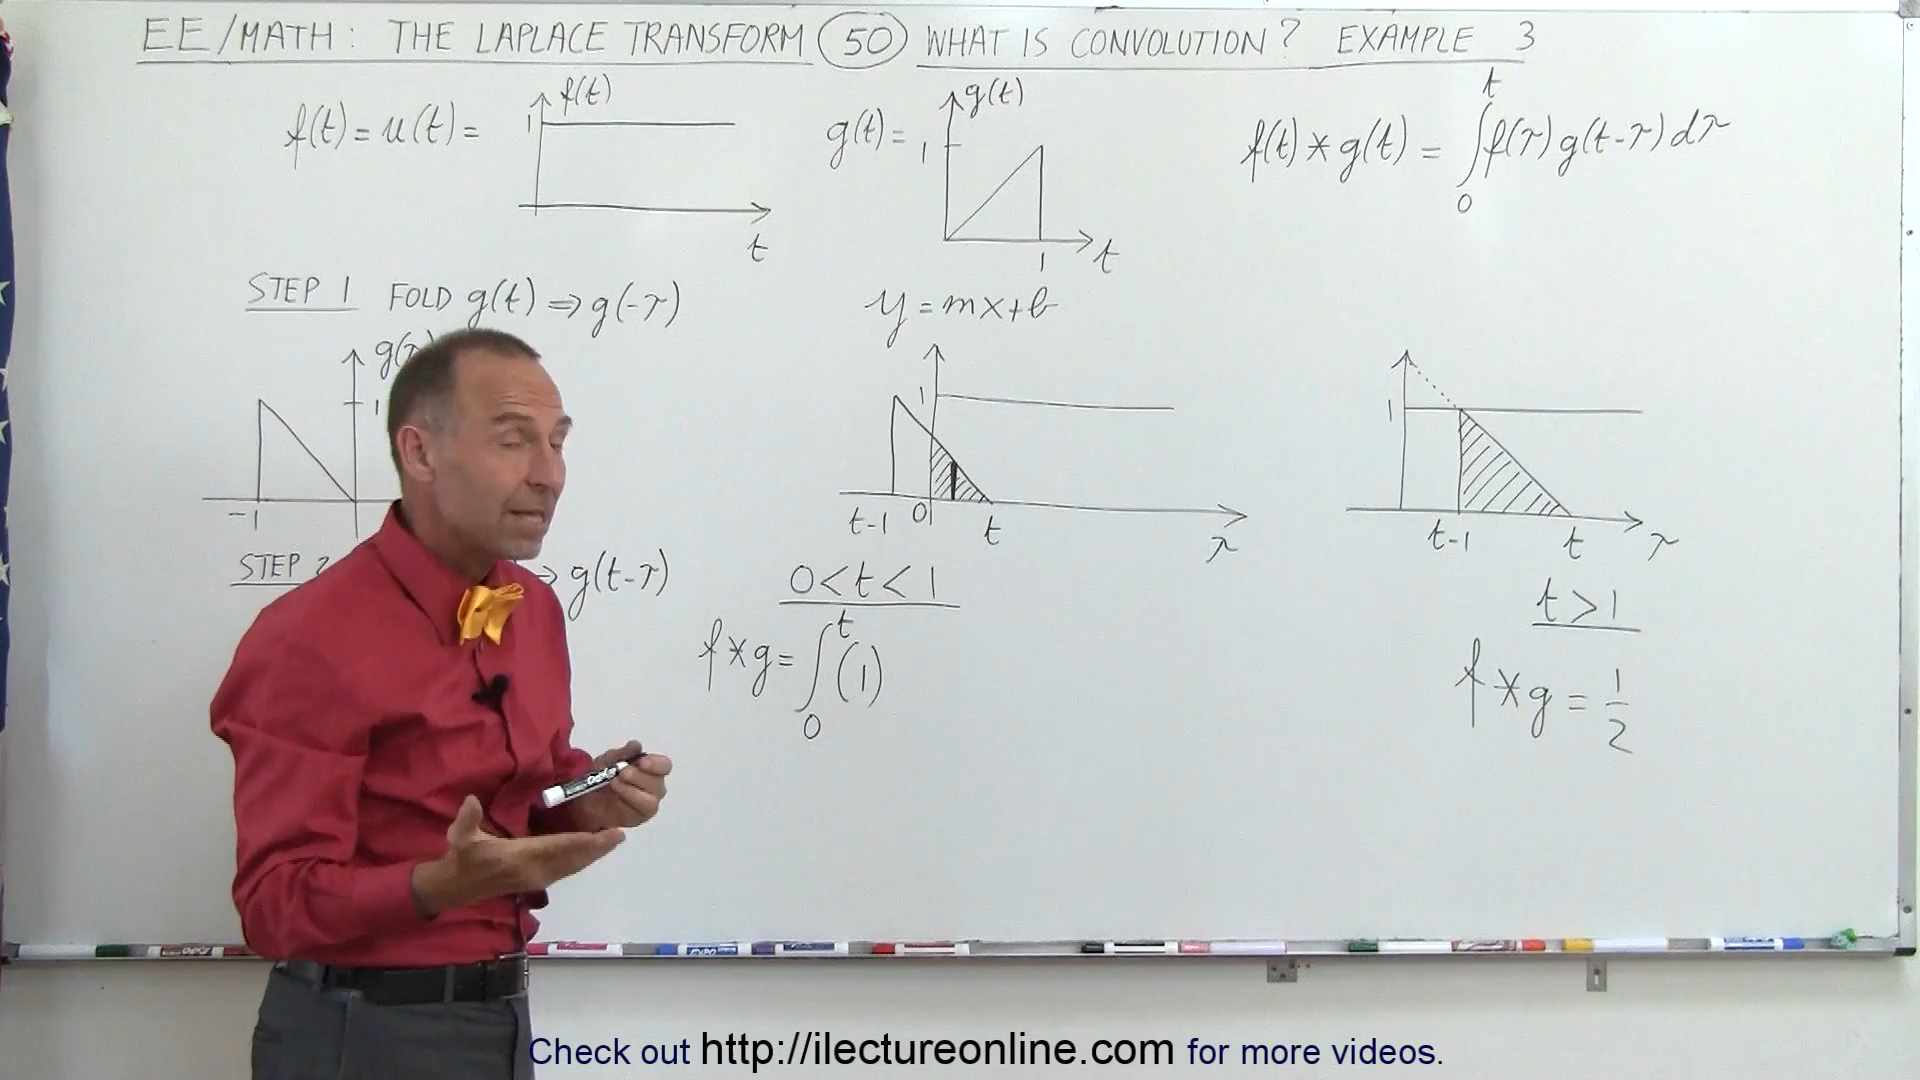 EE/MATH: THE LAPLACE TRANSFORM 50 WHAT IS CONVOLUTION? EXAMPLE 3
f(t) = u(t) =
f(t)
1
t
g(t) =
g(t)
1
1
t
f(t) * g(t) = ∫₀ᵗ f(τ) g(t-τ) dτ
STEP 1 FOLD g(t) ⇒ g(-τ)
1
-1
STEP 2
g(t-τ)
y = mx + b
1
t-1 0 t τ
0 < t < 1
f * g = ∫₀ᵗ (1)
1
t-1 t τ
t > 1
f * g = 1/2
EXPO
Check out http://ilectureonline.com for more videos.